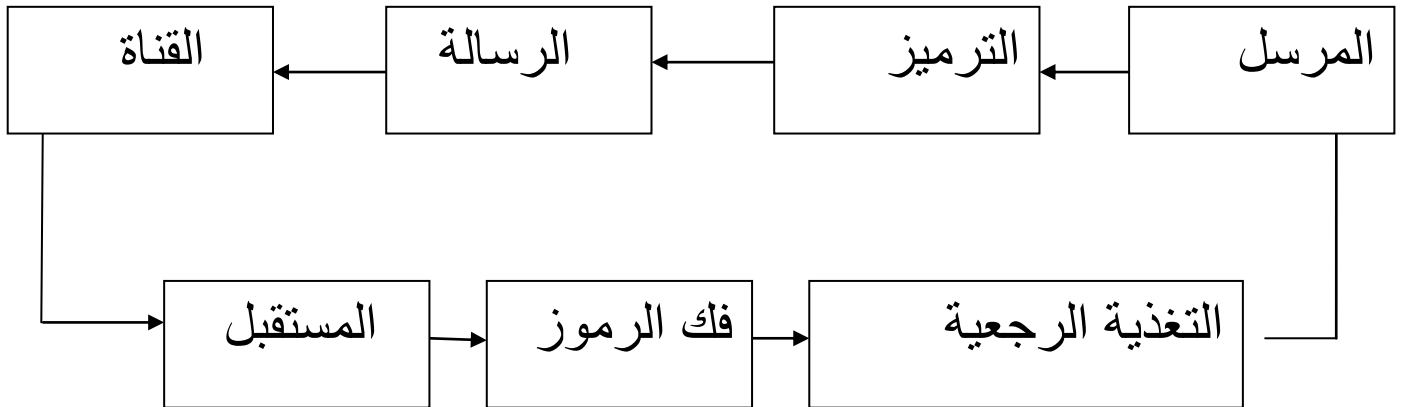 المرسل
الترميز
الرسالة
القناة
المستقبل
فك الرموز
التغذية الرجعية